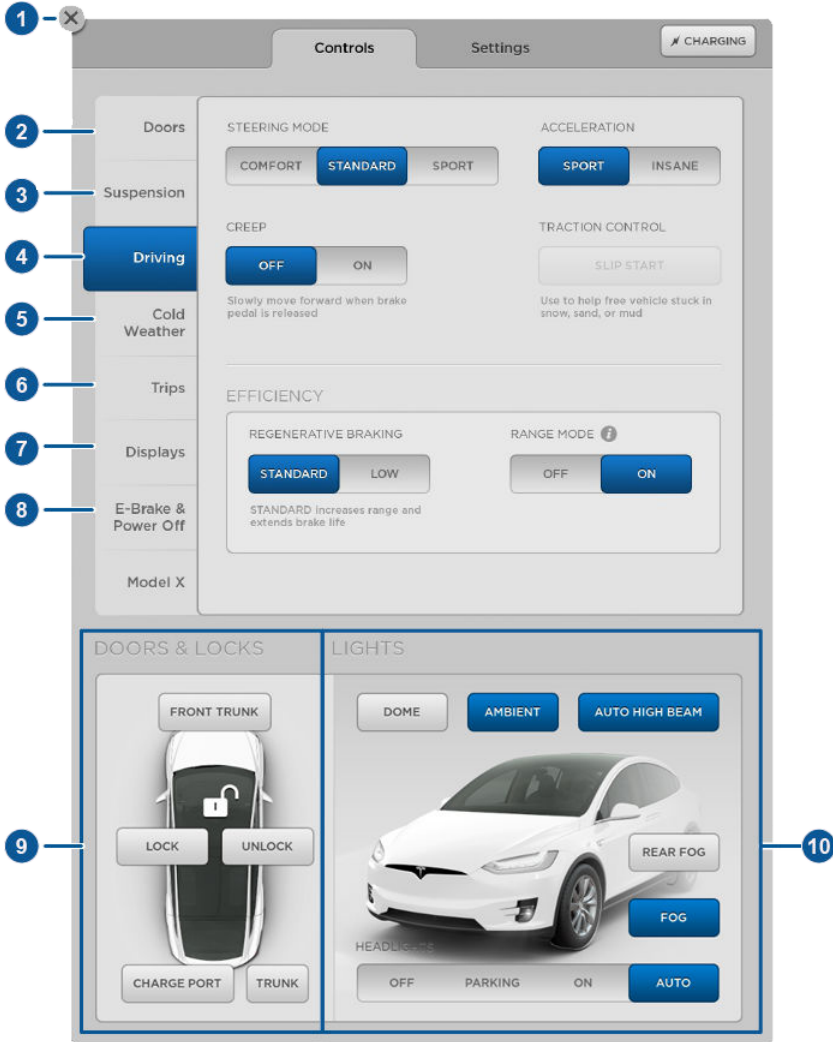 1
Controls
Settings
CHARGING
2
Doors
3
Suspension
4
Driving
5
Cold
Weather
6
Trips
7
Displays
8
E-Brake &
Power Off
Model X
STEERING MODE
COMFORT STANDARD SPORT
ACCELERATION
SPORT INSANE
CREEP
OFF ON
Slowly move forward when brake
pedal is released
TRACTION CONTROL
SLIP START
Use to help free vehicle stuck in
snow, sand, or mud
EFFICIENCY
REGENERATIVE BRAKING
STANDARD LOW
STANDARD increases range and
extends brake life
RANGE MODE i
OFF ON
DOORS & LOCKS
FRONT TRUNK
9
LOCK UNLOCK
CHARGE PORT TRUNK
LIGHTS
DOME AMBIENT AUTO HIGH BEAM
REAR FOG
10
FOG
HEADLIGHTS
OFF PARKING ON AUTO